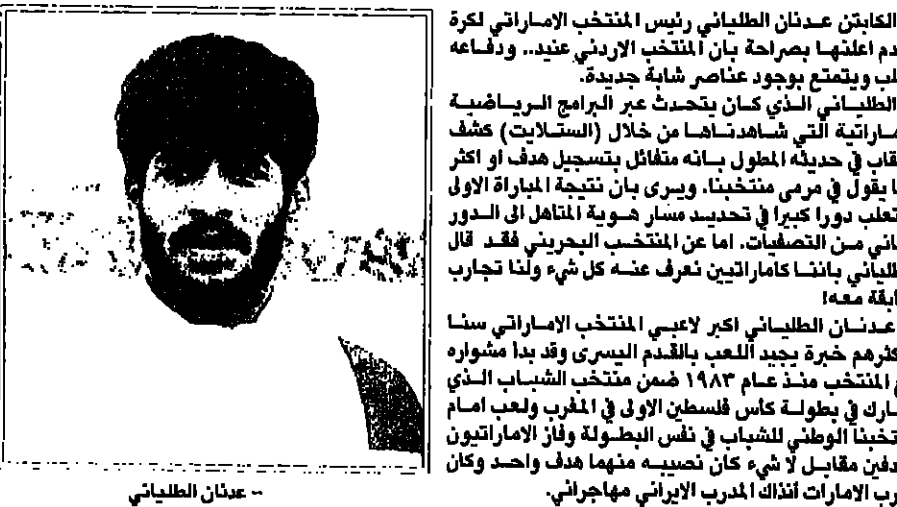 الكابتن عدنان الطلياني رئيس المنتخب الاماراتي لكرة
دم اعلنها بصراحة بان المنتخب الاردني عنيد.. ودفاعه
لب ويتمتع بوجود عناصر شابة جديدة.
الطلياني الذي كان يتحدث عبر البرامج الرياضية
ماراتية التي شاهدناها من خلال (الستلايت) كشف
قاب في حديثه المطول بانه متفائل بتسجيل هدف او اكثر
ا يقول في مرمى منتخبنا، ويرى بان نتيجة المباراة الاولى
تعلب دورا كبيرا في تحديد مسار هوية المتاهل الى الدور
اني من التصفيات. اما عن المنتخب البحريني فقد قال
طلياني باننا كاماراتيين نعرف عنه كل شيء ولنا تجارب
ابقة معه!
عدنان الطلياني اكبر لاعبي المنتخب الاماراتي سنا
كثرهم خبرة يجيد اللعب بالقدم اليسرى وقد بدأ مشواره
ع المنتخب منذ عام ١٩٨٣ ضمن منتخب الشباب الذي
ارك في بطولة كأس فلسطين الاولى في المغرب ولعب امام
تخبنا الوطني للشباب في نفس البطولة وفاز الاماراتيون
دفين مقابل لا شيء كان نصيبه منهما هدف واحد وكان
رب الامارات أنذاك المدرب الايراني مهاجراني.
- عدنان الطلياني